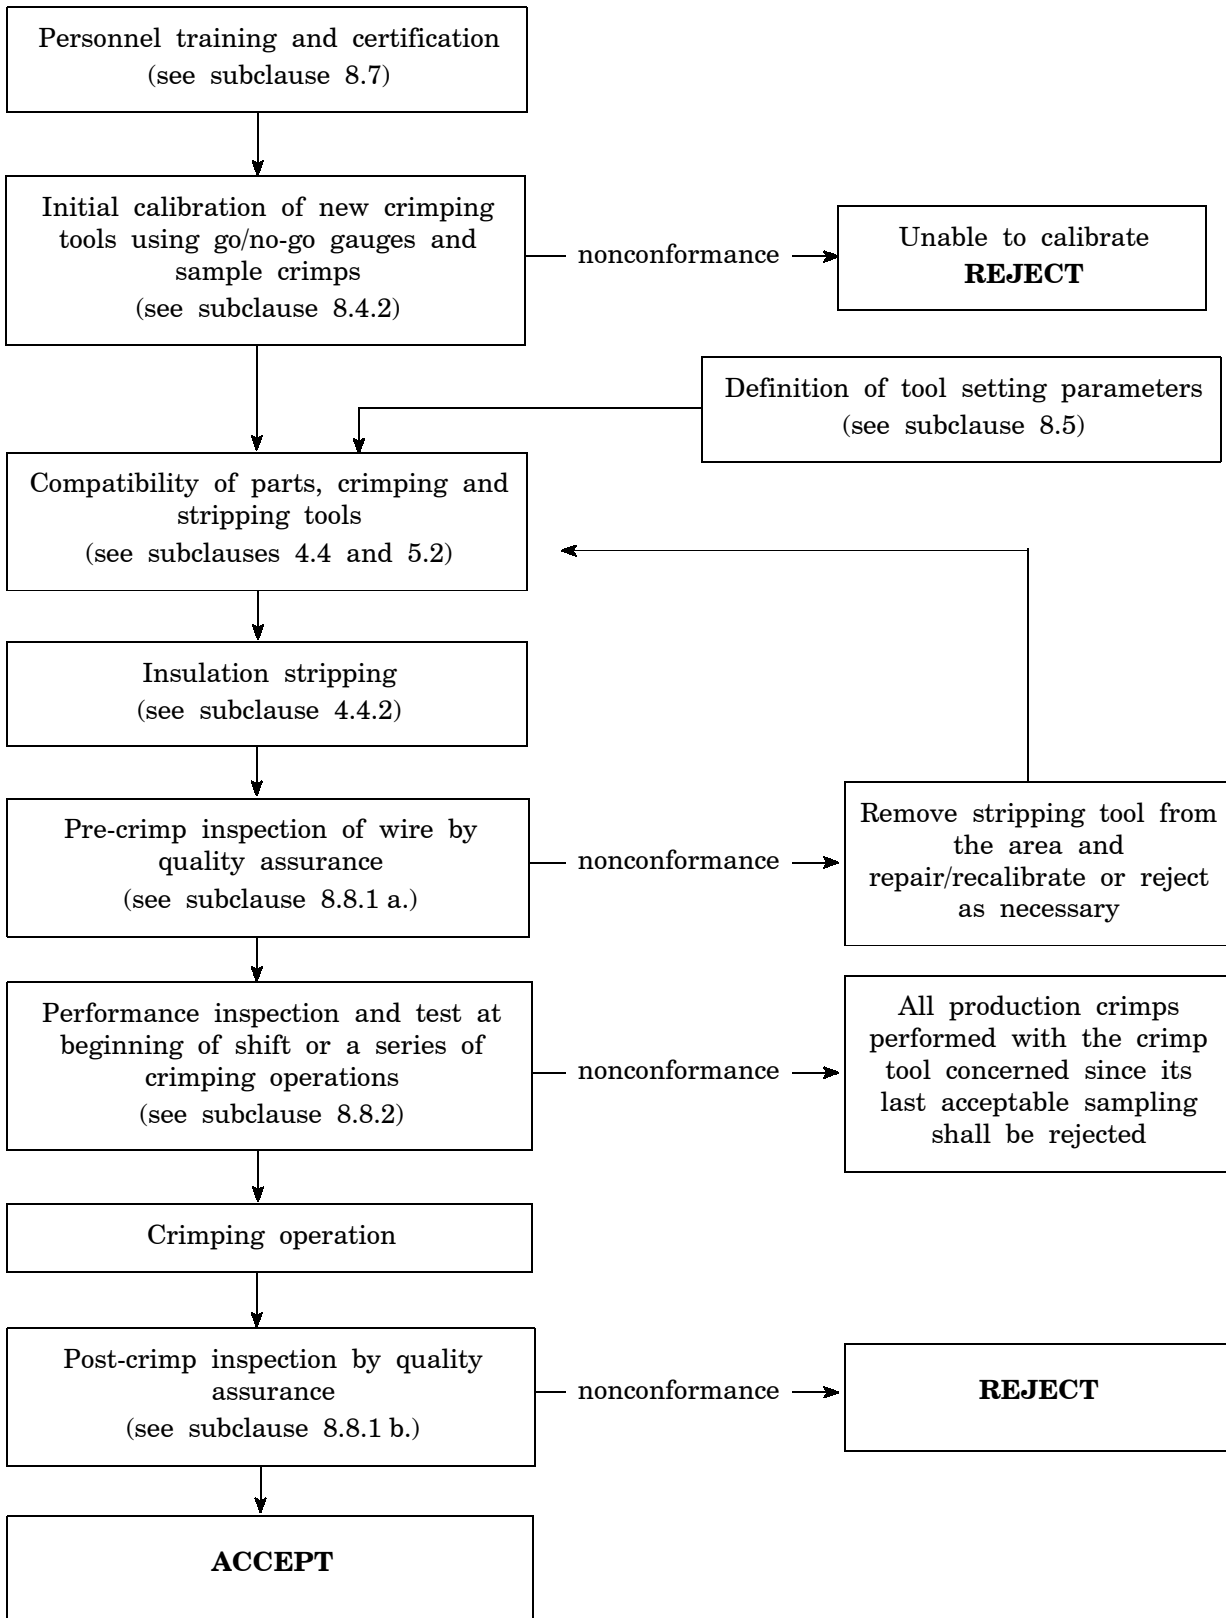 Personnel training and certification
(see subclause 8.7)
Initial calibration of new crimping
tools using go/no-go gauges and
sample crimps
(see subclause 8.4.2)
nonconformance
Unable to calibrate
REJECT
Definition of tool setting parameters
(see subclause 8.5)
Compatibility of parts, crimping and
stripping tools
(see subclauses 4.4 and 5.2)
Insulation stripping
(see subclause 4.4.2)
Pre-crimp inspection of wire by
quality assurance
(see subclause 8.8.1 a.)
nonconformance
Remove stripping tool from
the area and
repair/recalibrate or reject
as necessary
Performance inspection and test at
beginning of shift or a series of
crimping operations
(see subclause 8.8.2)
nonconformance
All production crimps
performed with the crimp
tool concerned since its
last acceptable sampling
shall be rejected
Crimping operation
Post-crimp inspection by quality
assurance
(see subclause 8.8.1 b.)
nonconformance
REJECT
ACCEPT